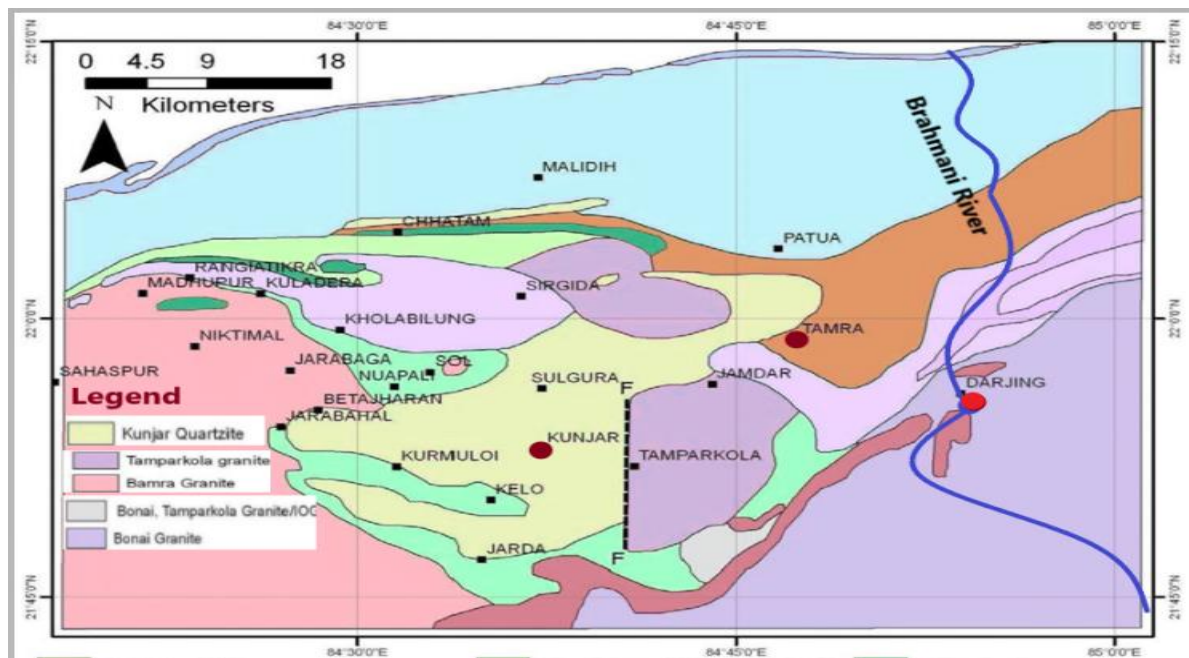 84°30'0"E
84°45'0"E
85°0'0"E
22°15'0"N
22°15'0"N
0 4.5 9 18
Kilometers
N
Brahmani River
MALIDIH
CHHATAM
PATUA
RANGIATIKRA
MADHUPUR
KULADERA
SIRGIDA
22°0'0"N
22°0'0"N
KHOLABILUNG
TAMRA
NIKTIMAL
JARABAGA
SOL
SAHASPUR
NUAPALI
SULGURA
F
JAMDAR
DARJING
Legend
BETAJHARAN
JARABAHAL
Kunjar Quartzite
KUNJAR
Tamparkola granite
KURMULOI
TAMPARKOLA
Bamra Granite
KELO
Bonai, Tamparkola Granite/IOG
Bonai Granite
JARDA
F
21°45'0"N
21°45'0"N
84°30'0"E
84°45'0"E
85°0'0"E